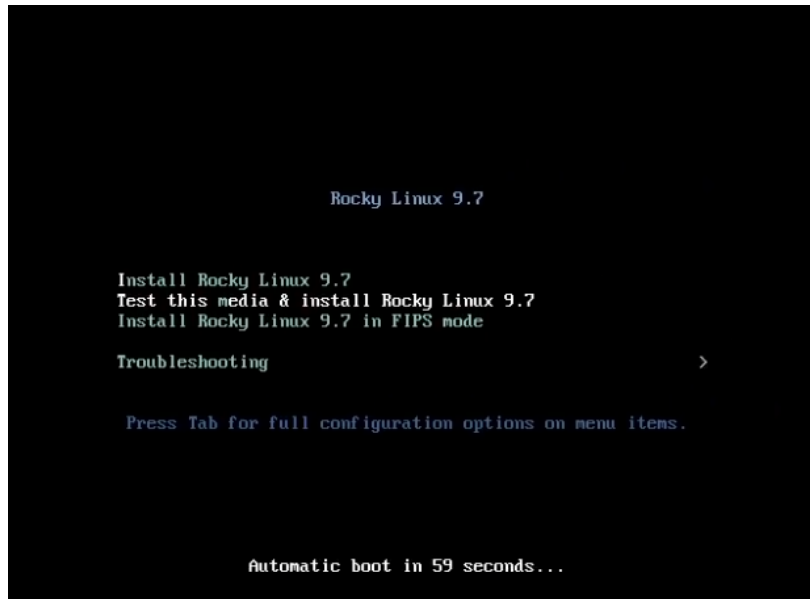 Rocky Linux 9.7
Install Rocky Linux 9.7
Test this media & install Rocky Linux 9.7
Install Rocky Linux 9.7 in FIPS mode
Troubleshooting >
Press Tab for full configuration options on menu items.
Automatic boot in 59 seconds...